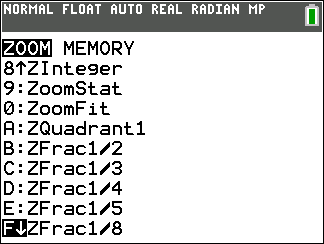 NORMAL FLOAT AUTO REAL RADIAN MP
ZOOM MEMORY
8↑ZInteger
9:ZoomStat
0:ZoomFit
A:ZQuadrant1
B:ZFrac1/2
C:ZFrac1/3
D:ZFrac1/4
E:ZFrac1/5
F↓ZFrac1/8